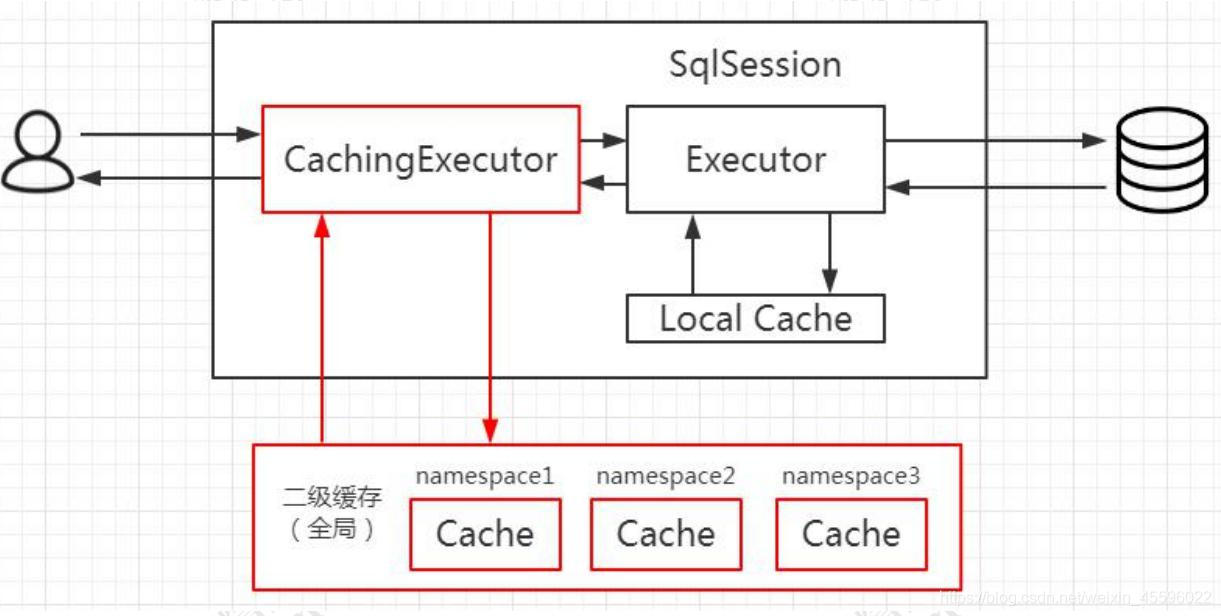 SqlSession
CachingExecutor
Executor
Local Cache
二级缓存
（全局）
namespace1
namespace2
namespace3
Cache
Cache
Cache
https://blog.csdn.net/weixin_45596022